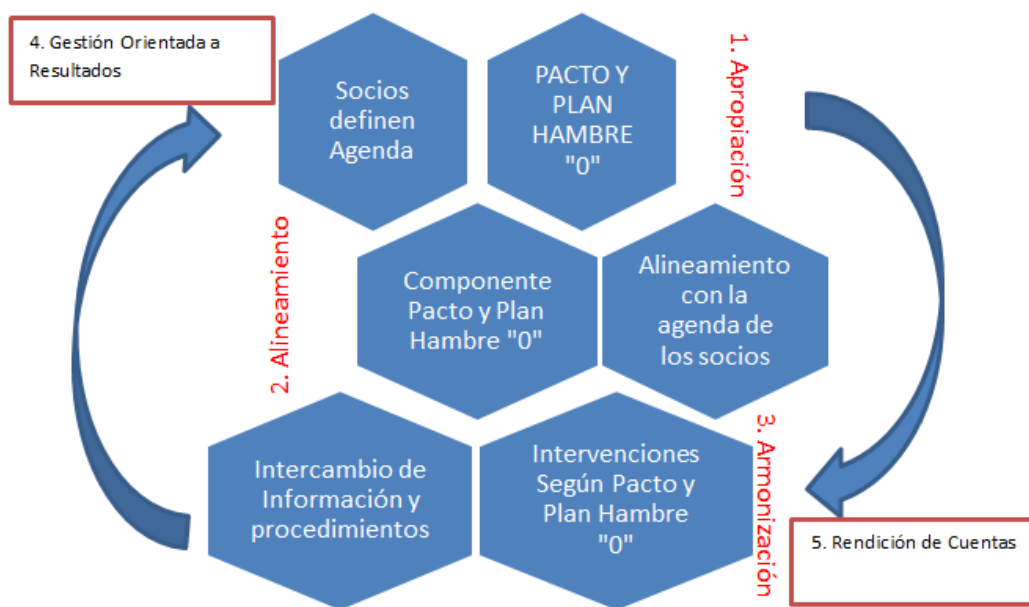 4. Gestión Orientada a
Resultados
Socios
definen
Agenda
PACTO Y
PLAN
HAMBRE
"0"
1. Apropiación
2. Alineamiento
Componente
Pacto y Plan
Hambre "0"
Alineamiento
con la
agenda de
los socios
Intercambio de
Información y
procedimientos
Intervenciones
Según Pacto y
Plan Hambre
"0"
3. Armonización
5. Rendición de Cuentas